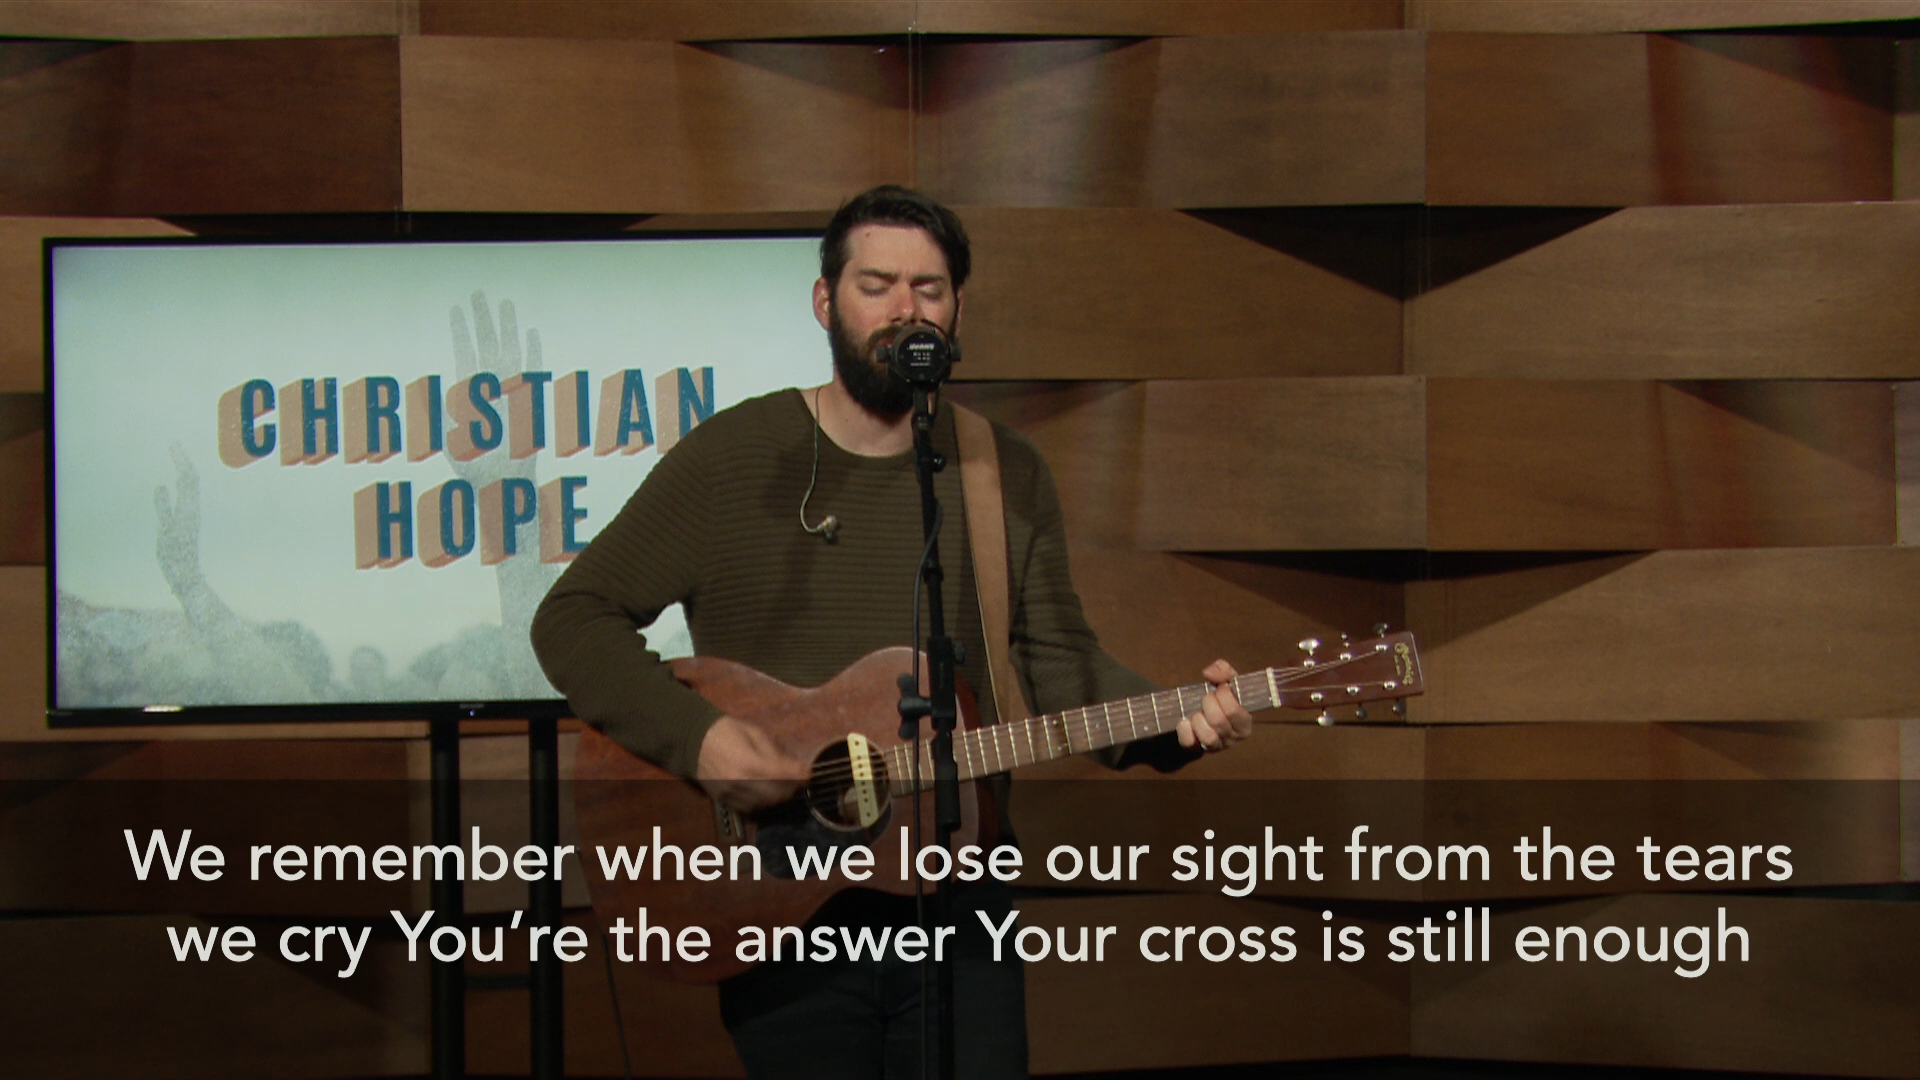 CHRISTIAN
HOPE
We remember when we lose our sight from the tears
we cry You’re the answer Your cross is still enough